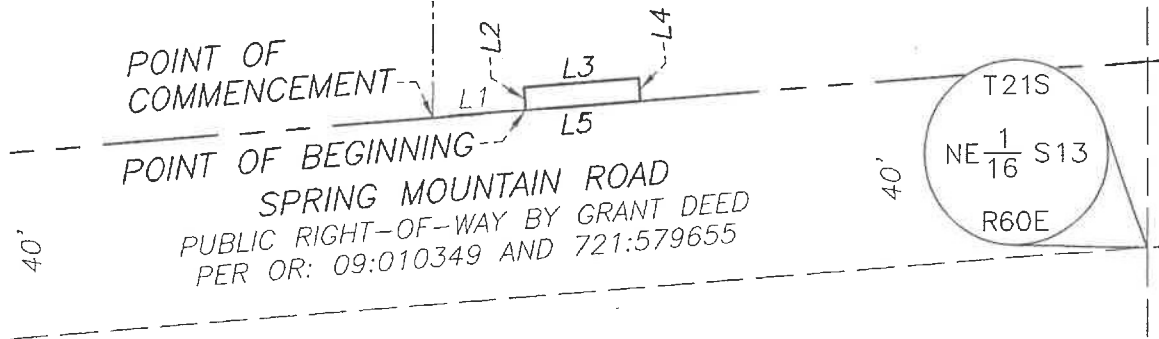 POINT OF
COMMENCEMENT
L1
L2
L3
L4
L5
POINT OF BEGINNING
SPRING MOUNTAIN ROAD
PUBLIC RIGHT-OF-WAY BY GRANT DEED
PER OR: 09:010349 AND 721:579655
40'
40'
T21S
NE 1/16 S13
R60E